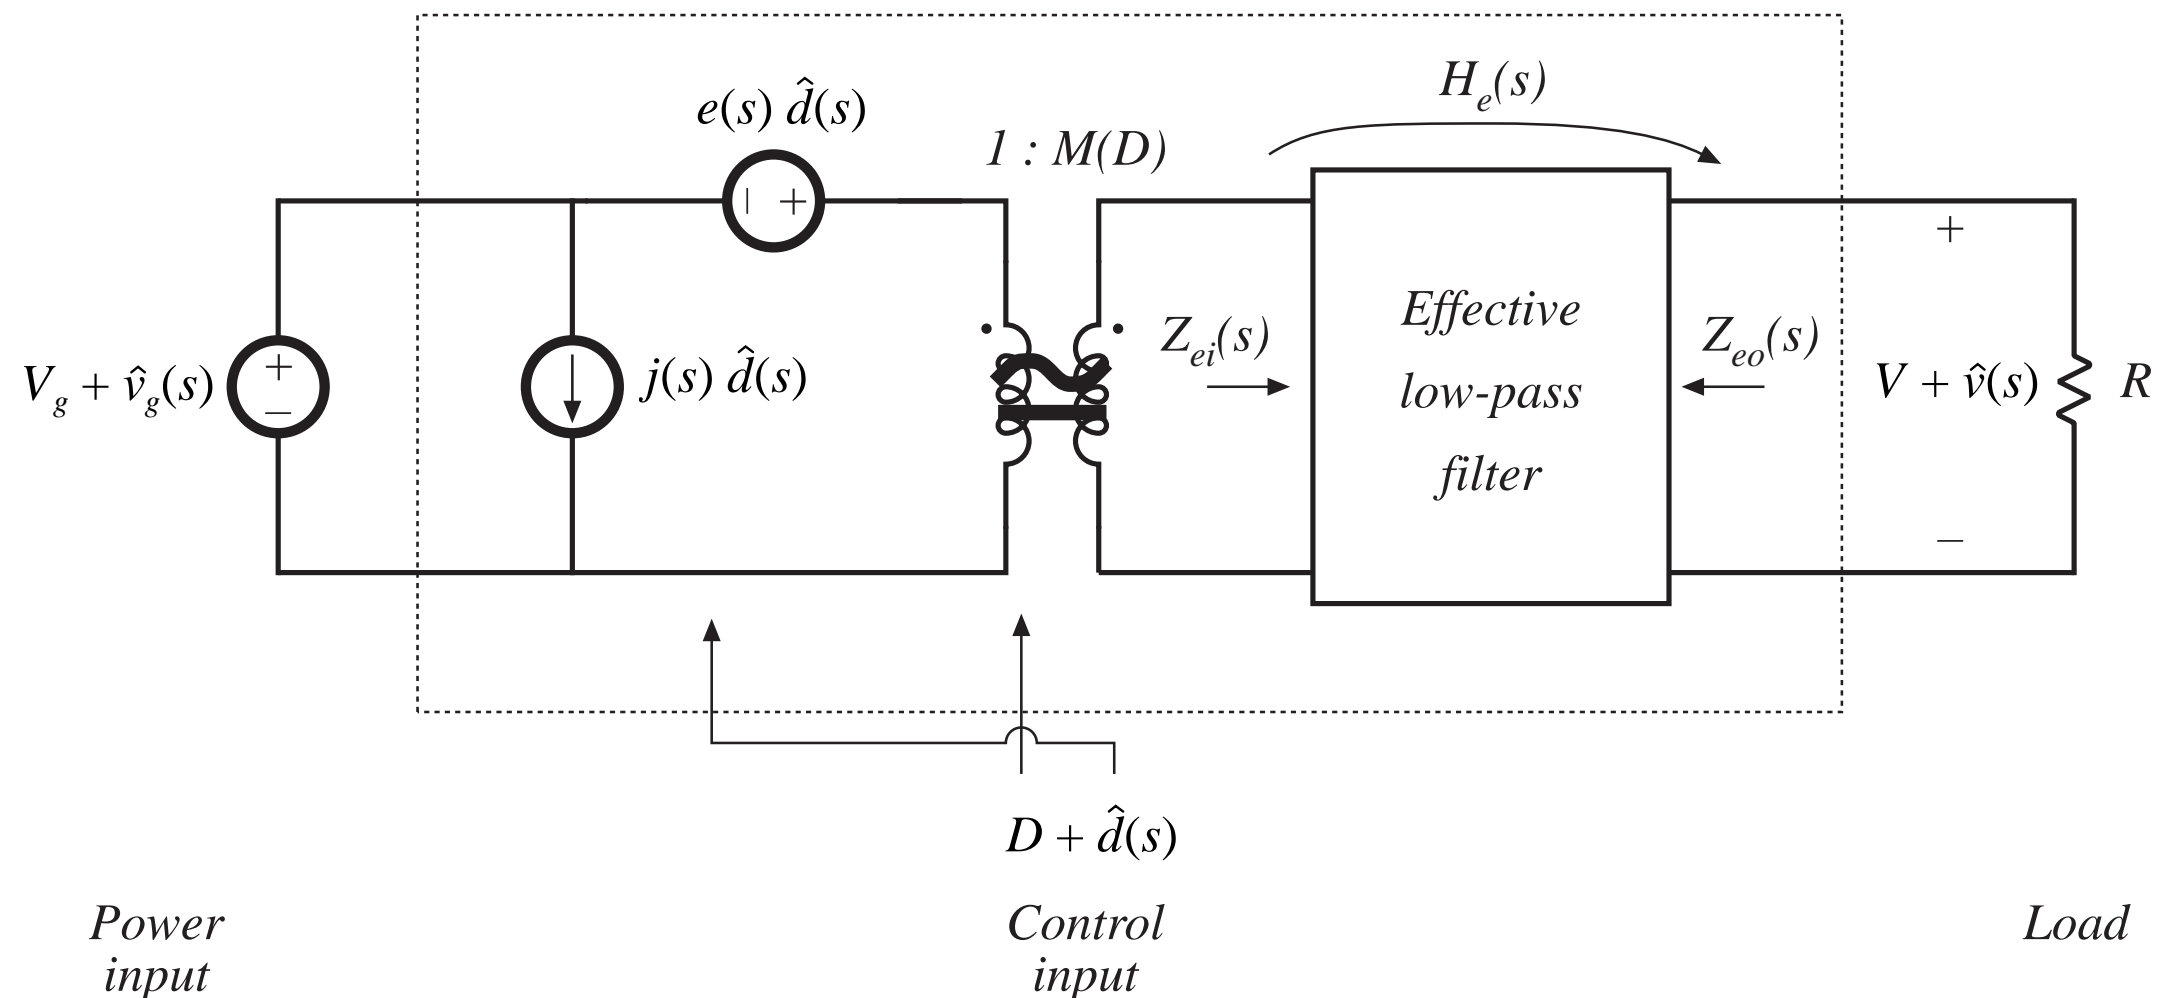 H_e(s)
e(s) d̂(s)
1 : M(D)
+
− +
Effective
low-pass
filter
Z_ei(s)
Z_eo(s)
V_g + v̂_g(s)
+
−
j(s) d̂(s)
V + v̂(s)
R
−
D + d̂(s)
Power
input
Control
input
Load